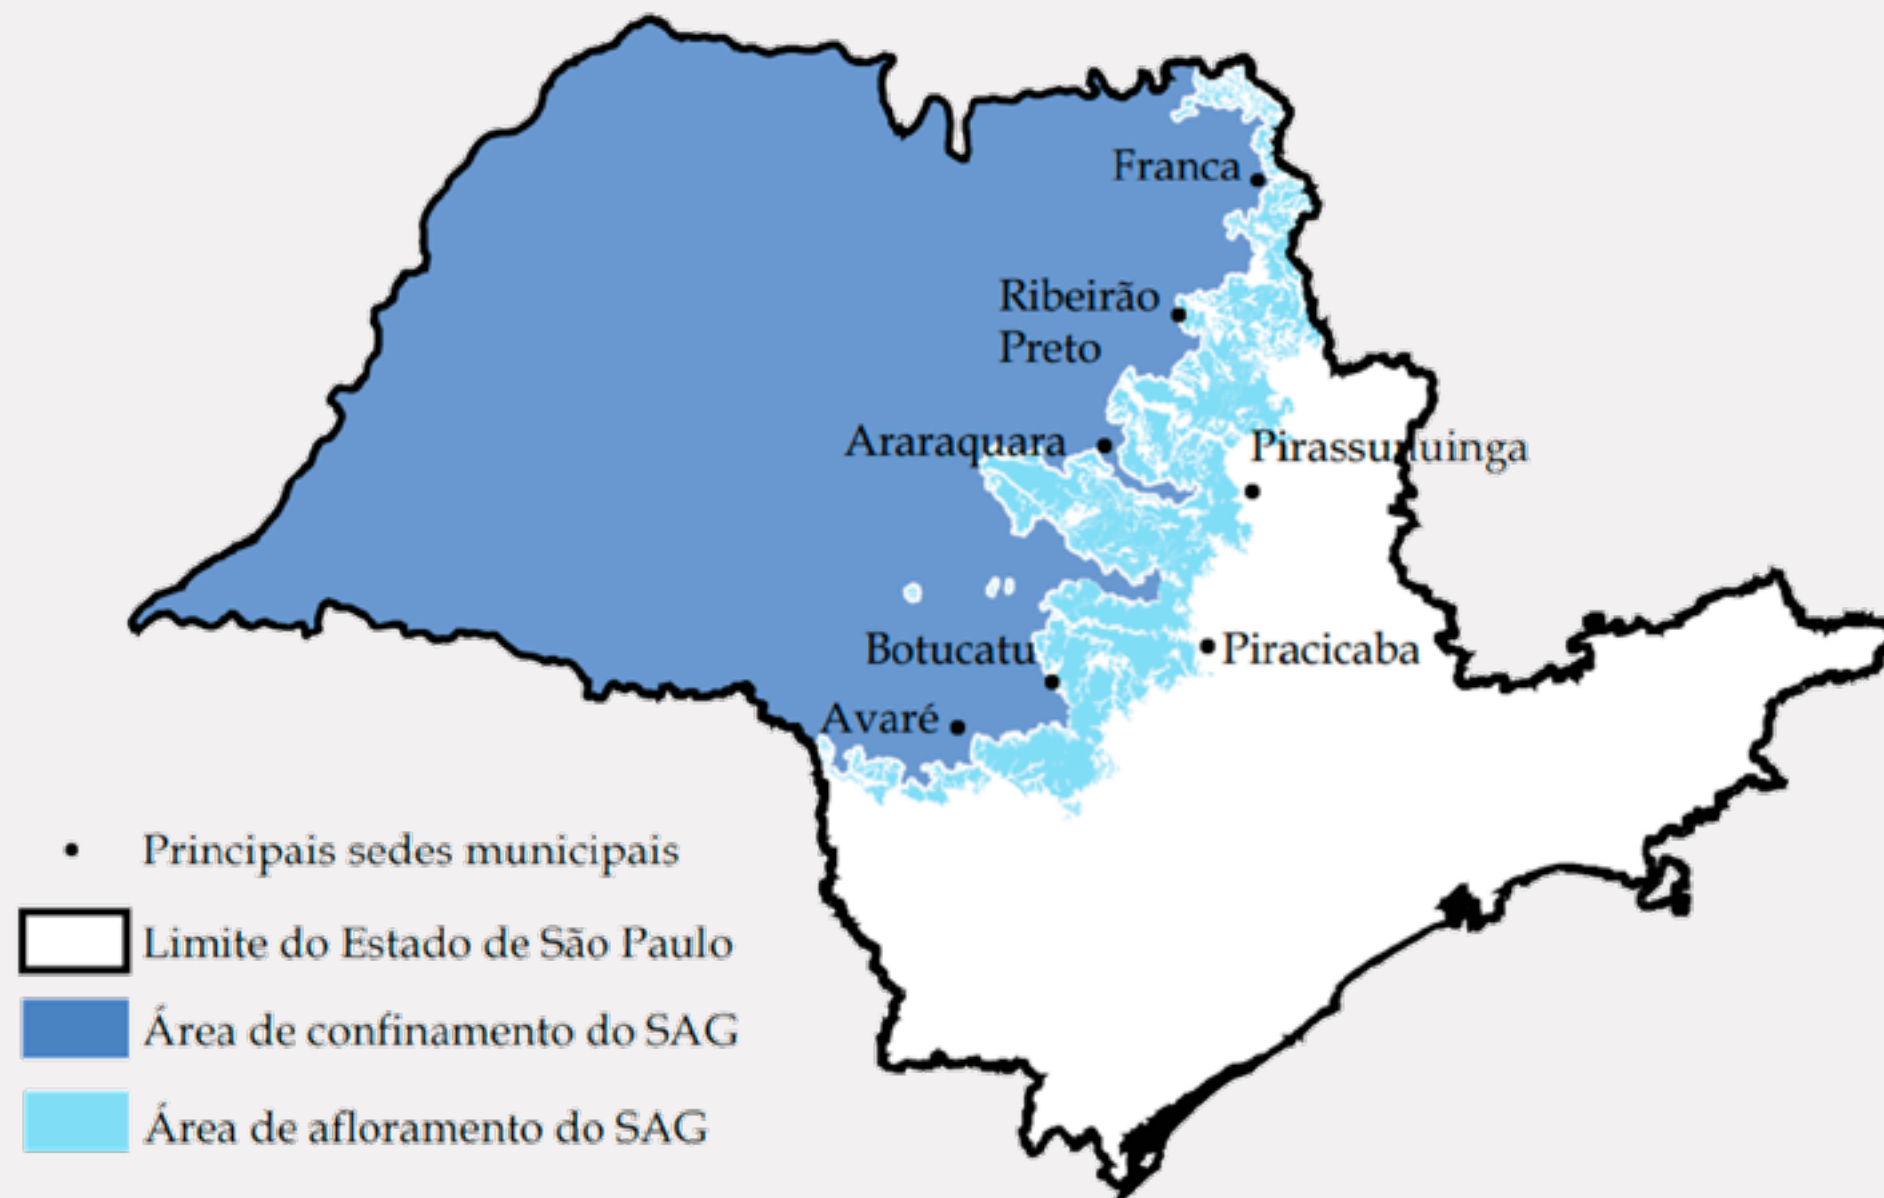 Franca
Ribeirão
Preto
Araraquara
Pirassununga
Botucatu
Piracicaba
Avaré
Principais sedes municipais
Limite do Estado de São Paulo
Área de confinamento do SAG
Área de afloramento do SAG